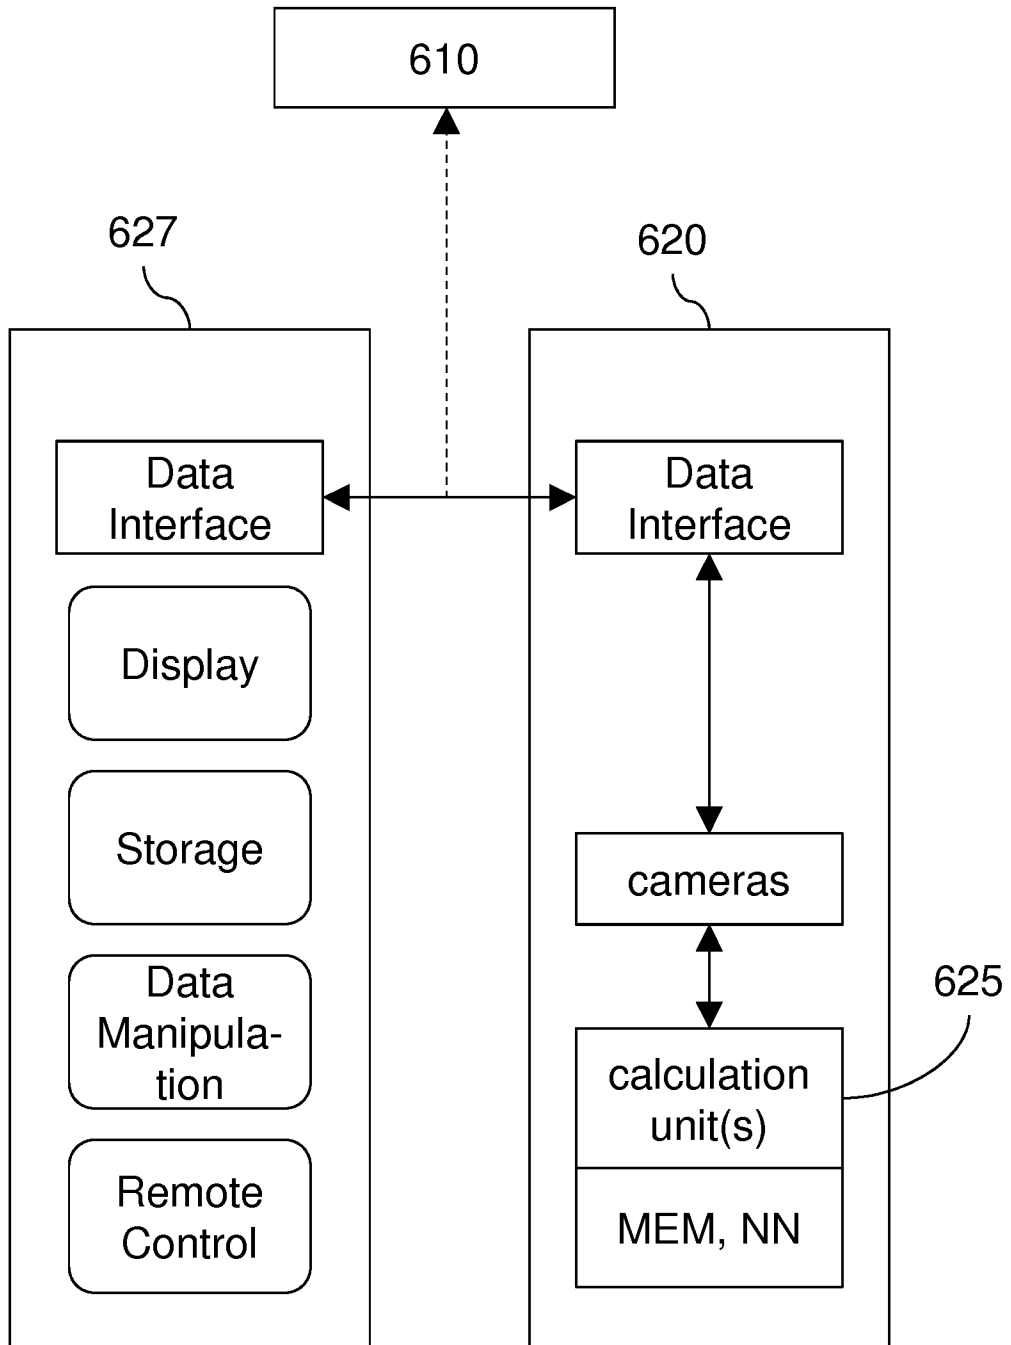 610
627
620
Data
Interface
Data
Interface
Display
Storage
cameras
Data
Manipula-
tion
625
calculation
unit(s)
Remote
Control
MEM, NN